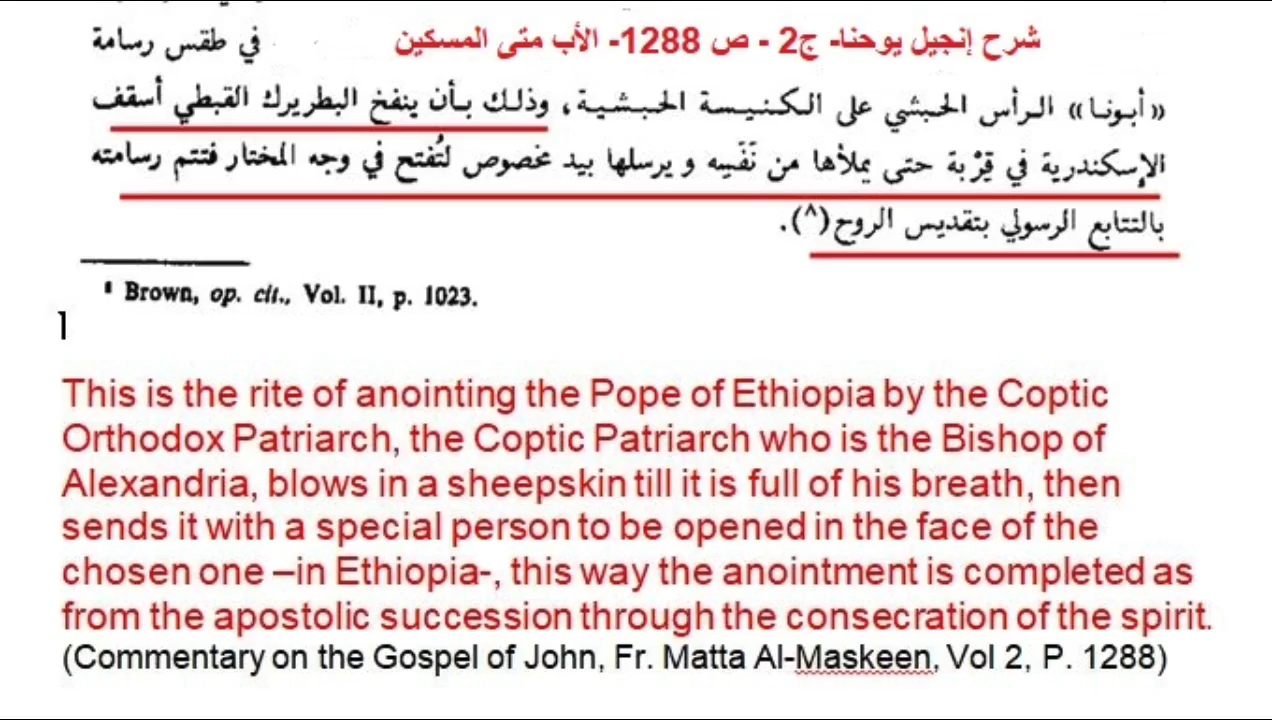 شرح إنجيل يوحنا- ج2 - ص 1288- الأب متى المسكين
في طقس رسامة
«أبونا» الرأس الحبشي على الكنيسة الحبشية، وذلك بأن ينفخ البطريرك القبطي أسقف
الإسكندرية في قِرْبة حتى يملأها من نَفَسِه ويرسلها بيد مخصوص لتُفتح في وجه المختار فتتم رسامته
بالتتابع الرسولي بتقديس الروح(٨).
⁸ Brown, op. cit., Vol. II, p. 1023.
1
This is the rite of anointing the Pope of Ethiopia by the Coptic
Orthodox Patriarch, the Coptic Patriarch who is the Bishop of
Alexandria, blows in a sheepskin till it is full of his breath, then
sends it with a special person to be opened in the face of the
chosen one –in Ethiopia-, this way the anointment is completed as
from the apostolic succession through the consecration of the spirit.
(Commentary on the Gospel of John, Fr. Matta Al-Maskeen, Vol 2, P. 1288)